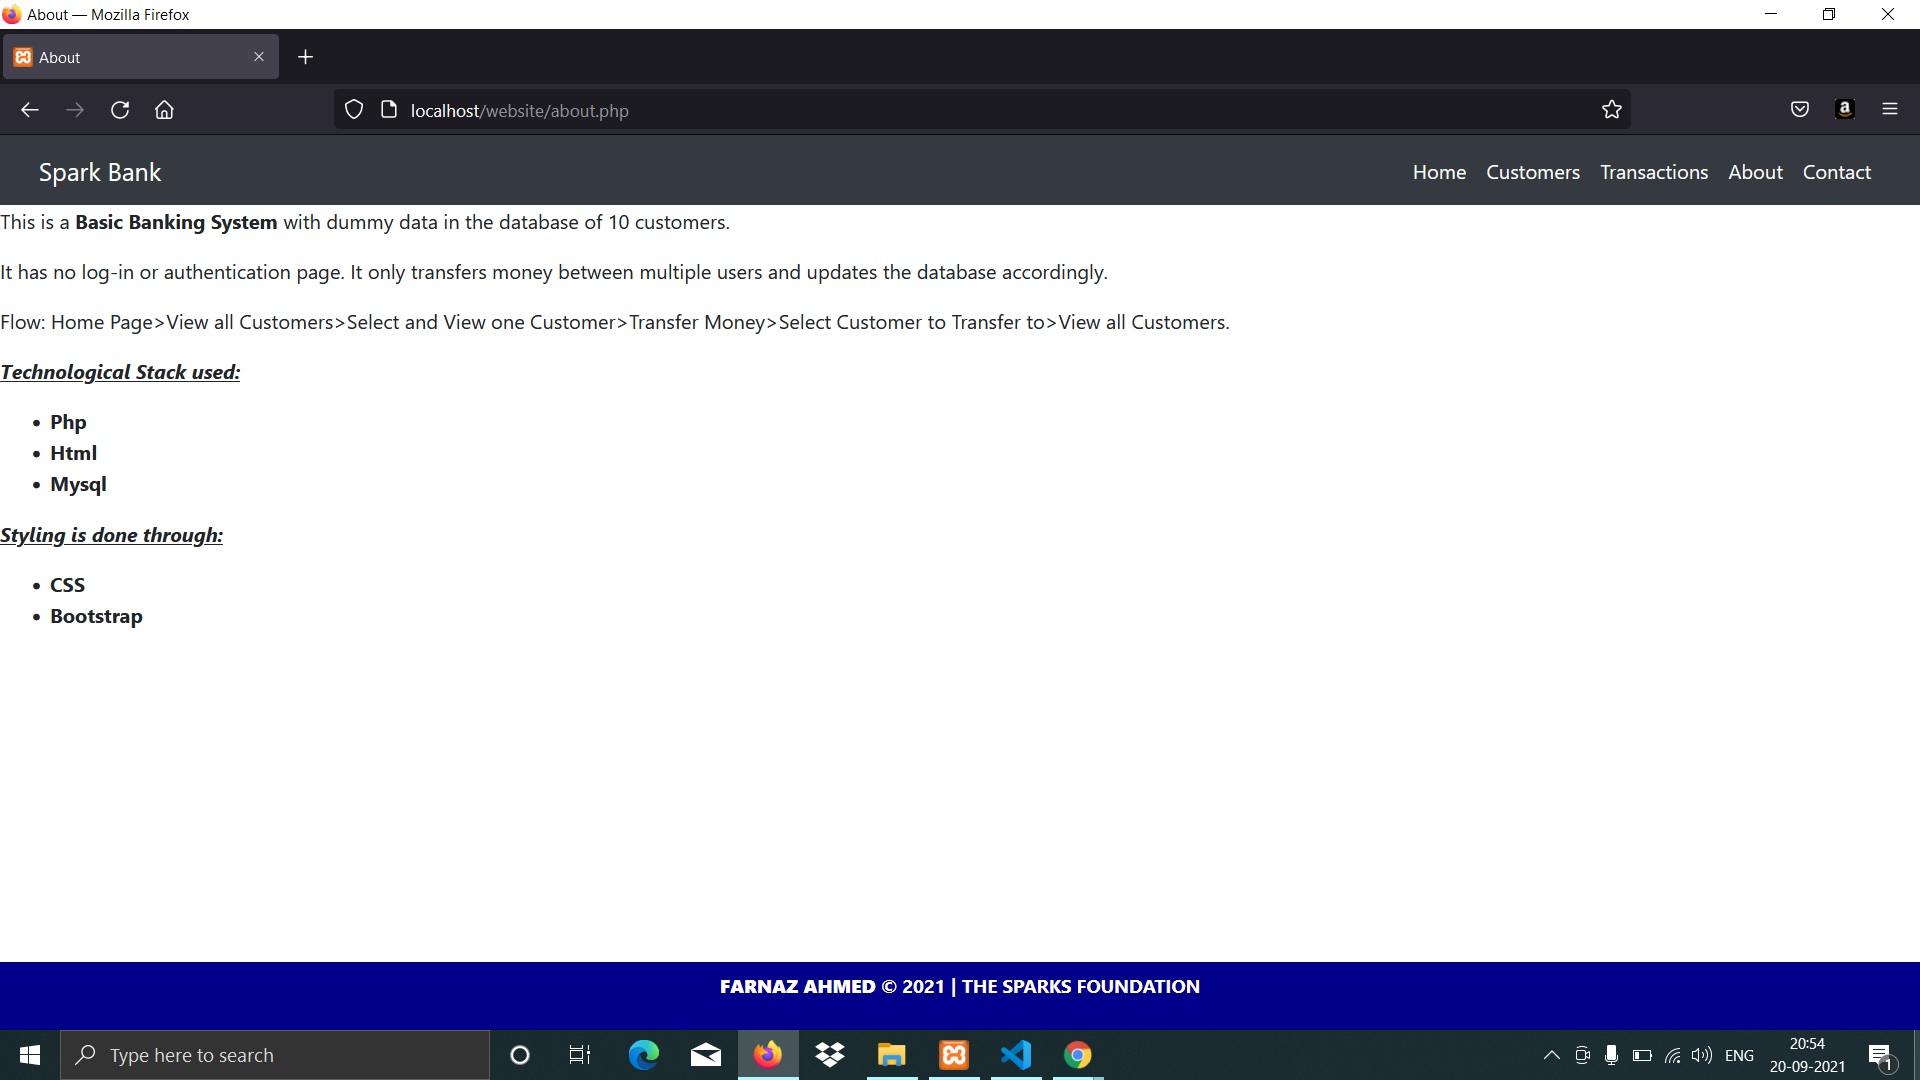 About — Mozilla Firefox
About
localhost/website/about.php
Spark Bank
Home Customers Transactions About Contact
This is a Basic Banking System with dummy data in the database of 10 customers.
It has no log-in or authentication page. It only transfers money between multiple users and updates the database accordingly.
Flow: Home Page>View all Customers>Select and View one Customer>Transfer Money>Select Customer to Transfer to>View all Customers.
Technological Stack used:
• Php
• Html
• Mysql
Styling is done through:
• CSS
• Bootstrap
FARNAZ AHMED © 2021 | THE SPARKS FOUNDATION
Type here to search
ENG
20:54
20-09-2021
1